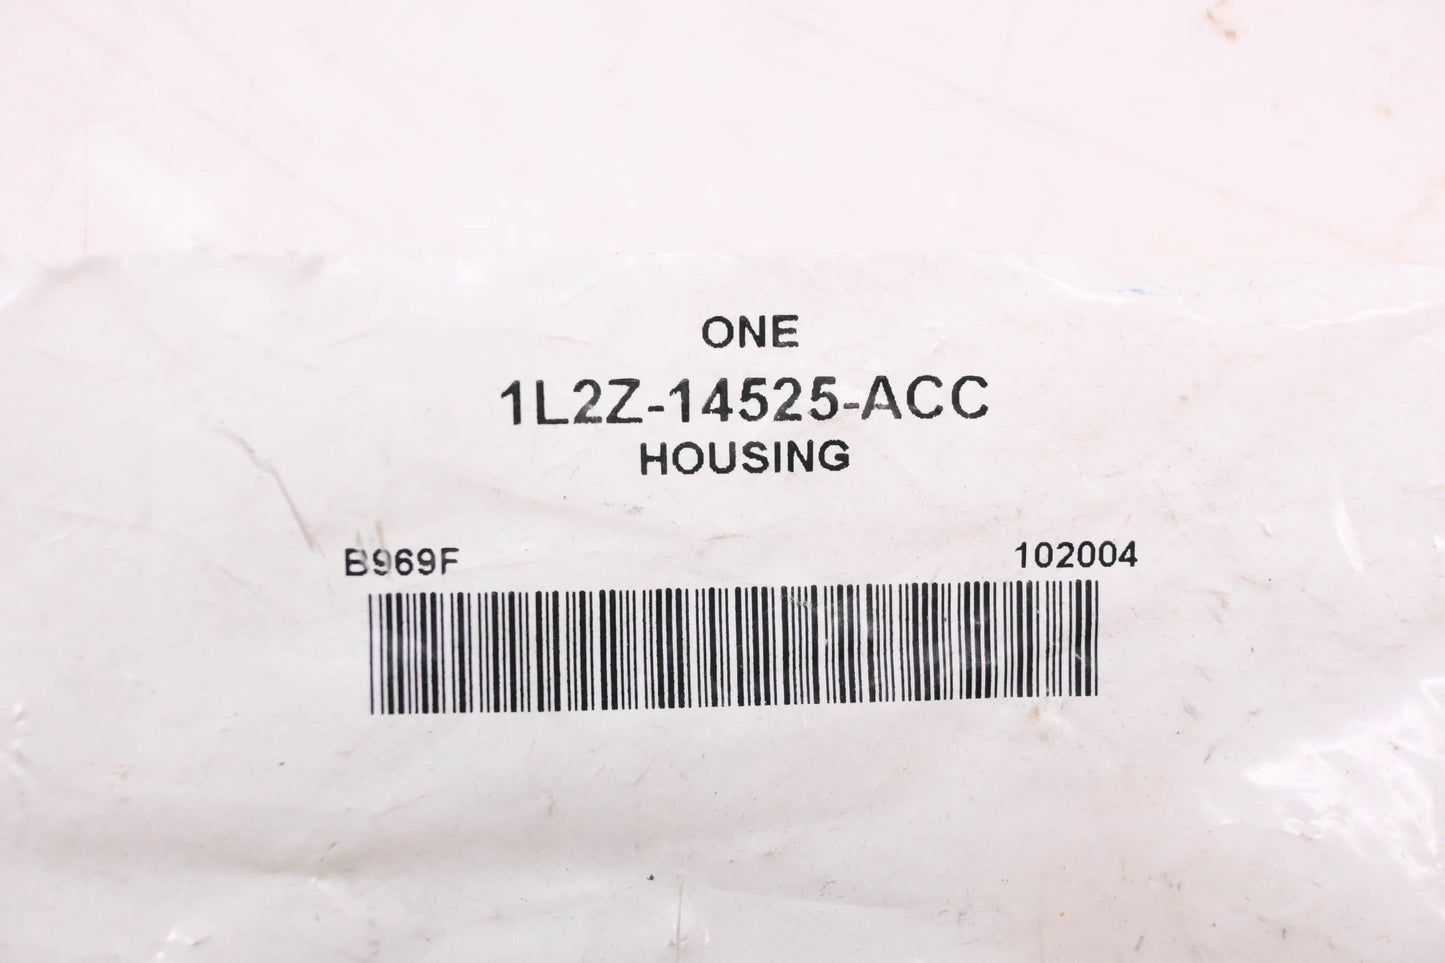 ONE
1L2Z-14525-ACC
HOUSING
B969F 102004